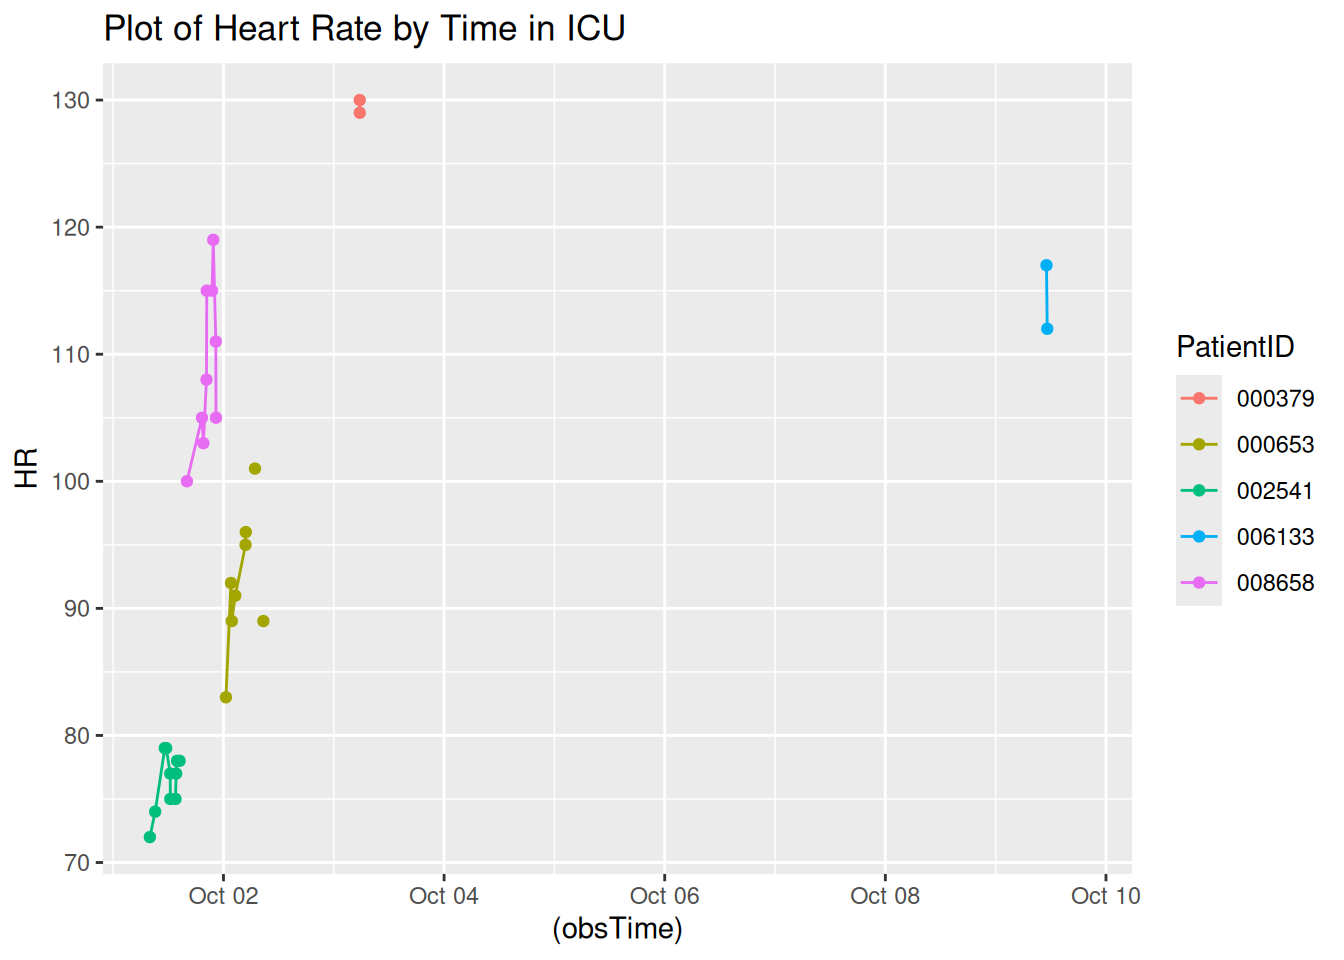 Plot of Heart Rate by Time in ICU
130
120
110
100
90
80
70
HR
Oct 02
Oct 04
Oct 06
Oct 08
Oct 10
(obsTime)
PatientID
000379
000653
002541
006133
008658